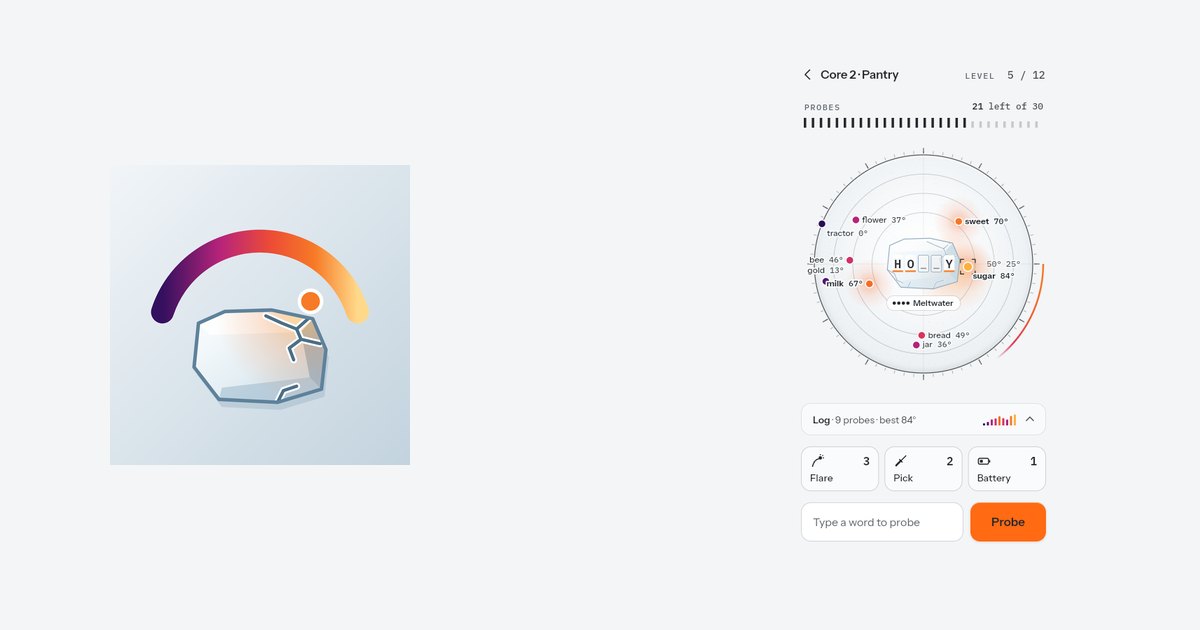 Core 2·Pantry
LEVEL 5 / 12
PROBES
21 left of 30
flower 37°
sweet 70°
tractor 0°
bee 46°
gold 13°
HO__Y
50° 25°
sugar 84°
milk 67°
Meltwater
bread 49°
jar 36°
Log · 9 probes · best 84°
3
2
1
Flare
Pick
Battery
Type a word to probe
Probe